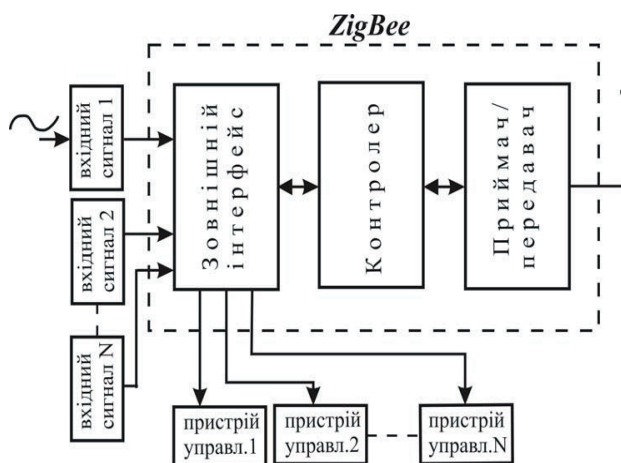 ZigBee
вхідний
сигнал 1
вхідний
сигнал 2
вхідний
сигнал N
Зовнішній
інтерфейс
Контролер
Приймач/
передавач
пристрій
управл.1
пристрій
управл.2
пристрій
управл.N